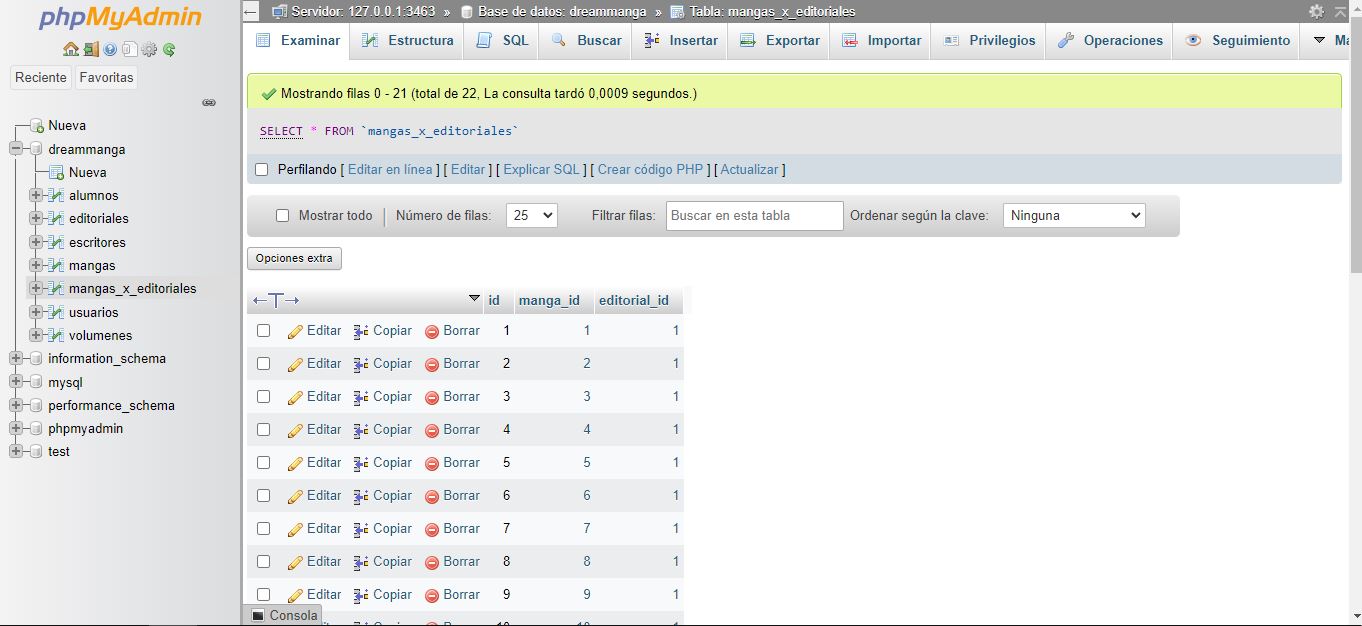 phpMyAdmin
Reciente Favoritas
Nueva
dreammanga
Nueva
alumnos
editoriales
escritores
mangas
mangas_x_editoriales
usuarios
volumenes
information_schema
mysql
performance_schema
phpmyadmin
test
Servidor: 127.0.0.1:3463 » Base de datos: dreammanga » Tabla: mangas_x_editoriales
Examinar Estructura SQL Buscar Insertar Exportar Importar Privilegios Operaciones Seguimiento
Mostrando filas 0 - 21 (total de 22, La consulta tardó 0,0009 segundos.)
SELECT * FROM `mangas_x_editoriales`
Perfilando [ Editar en línea ] [ Editar ] [ Explicar SQL ] [ Crear código PHP ] [ Actualizar ]
Mostrar todo | Número de filas: 25 Filtrar filas: Buscar en esta tabla Ordenar según la clave: Ninguna
Opciones extra
←T→ id manga_id editorial_id
Editar Copiar Borrar 1 1 1
Editar Copiar Borrar 2 2 1
Editar Copiar Borrar 3 3 1
Editar Copiar Borrar 4 4 1
Editar Copiar Borrar 5 5 1
Editar Copiar Borrar 6 6 1
Editar Copiar Borrar 7 7 1
Editar Copiar Borrar 8 8 1
Editar Copiar Borrar 9 9 1
Consola